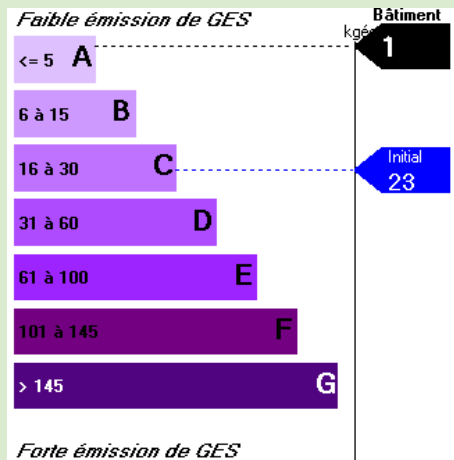 Faible émission de GES
Bâtiment
<= 5 A
1
6 à 15 B
16 à 30 C
Initial
23
31 à 60 D
61 à 100 E
101 à 145 F
> 145 G
Forte émission de GES